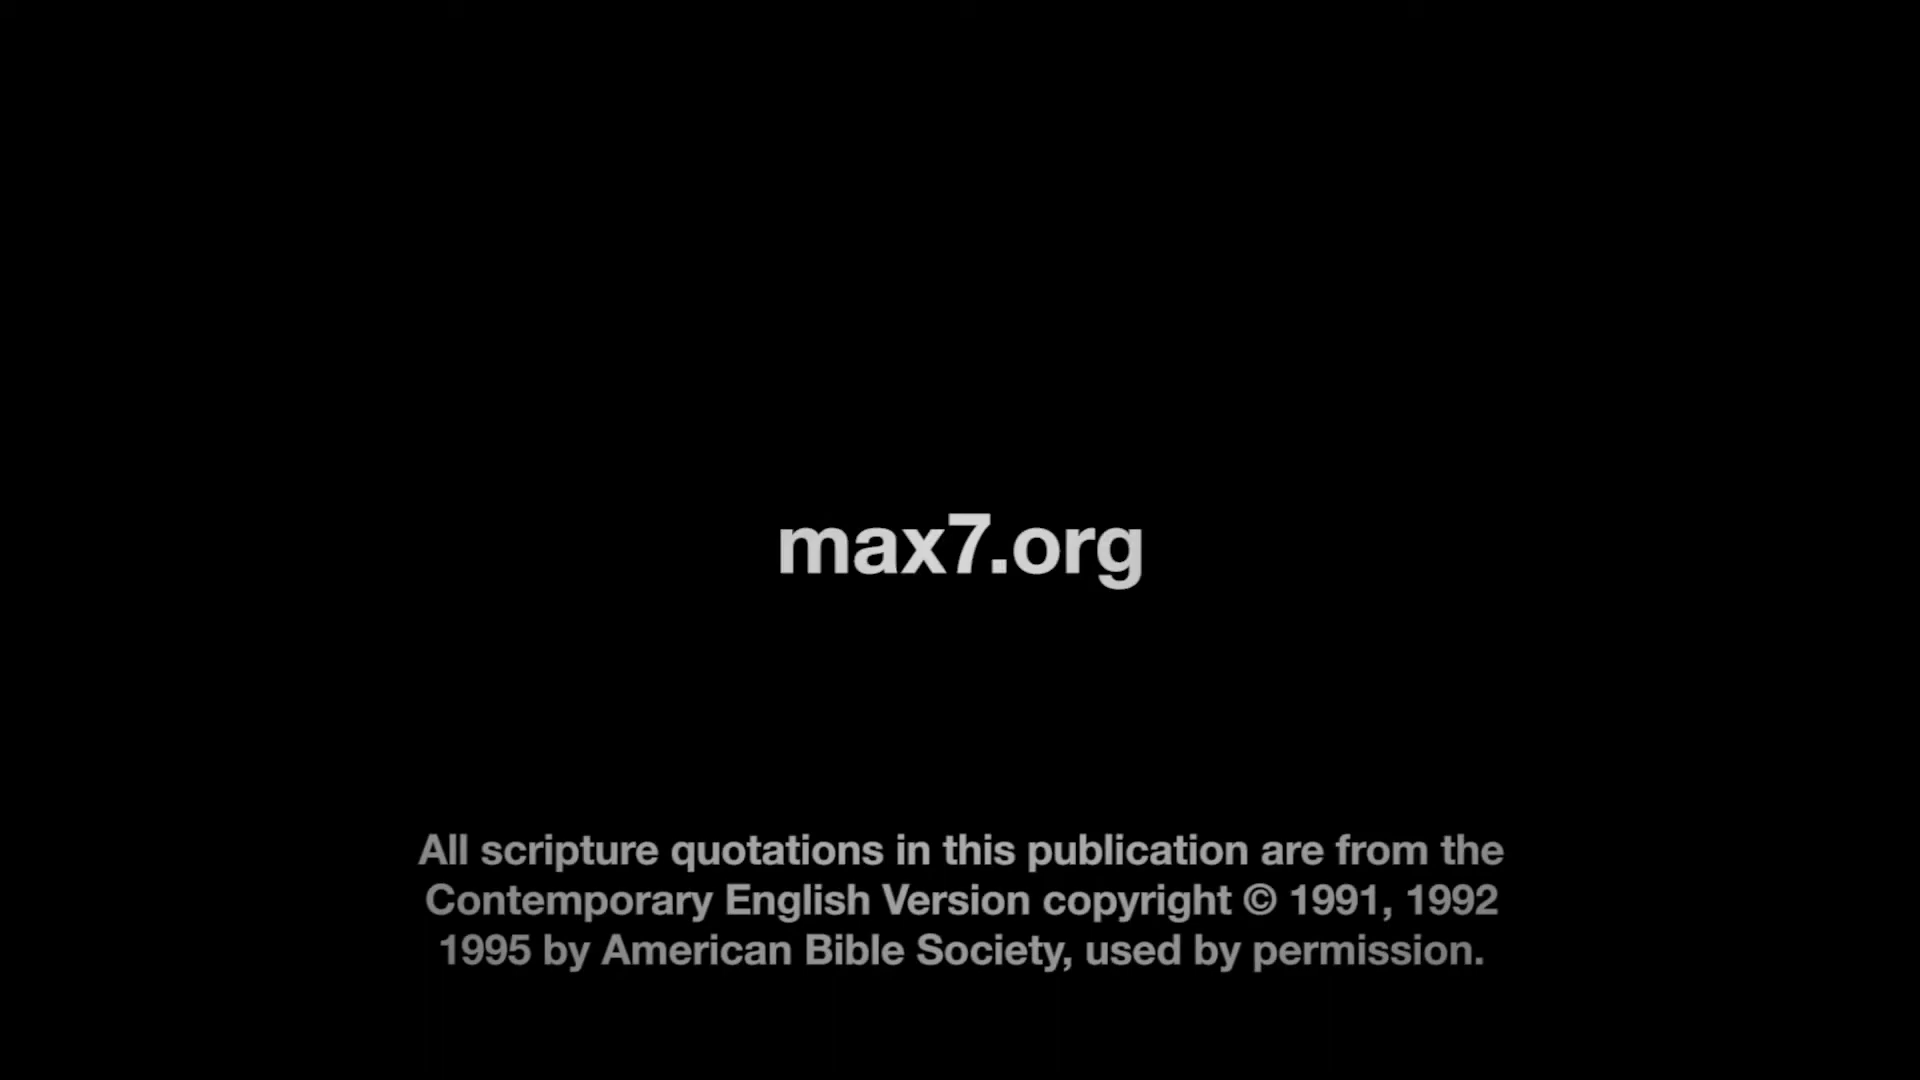 max7.org
All scripture quotations in this publication are from the
Contemporary English Version copyright © 1991, 1992
1995 by American Bible Society, used by permission.